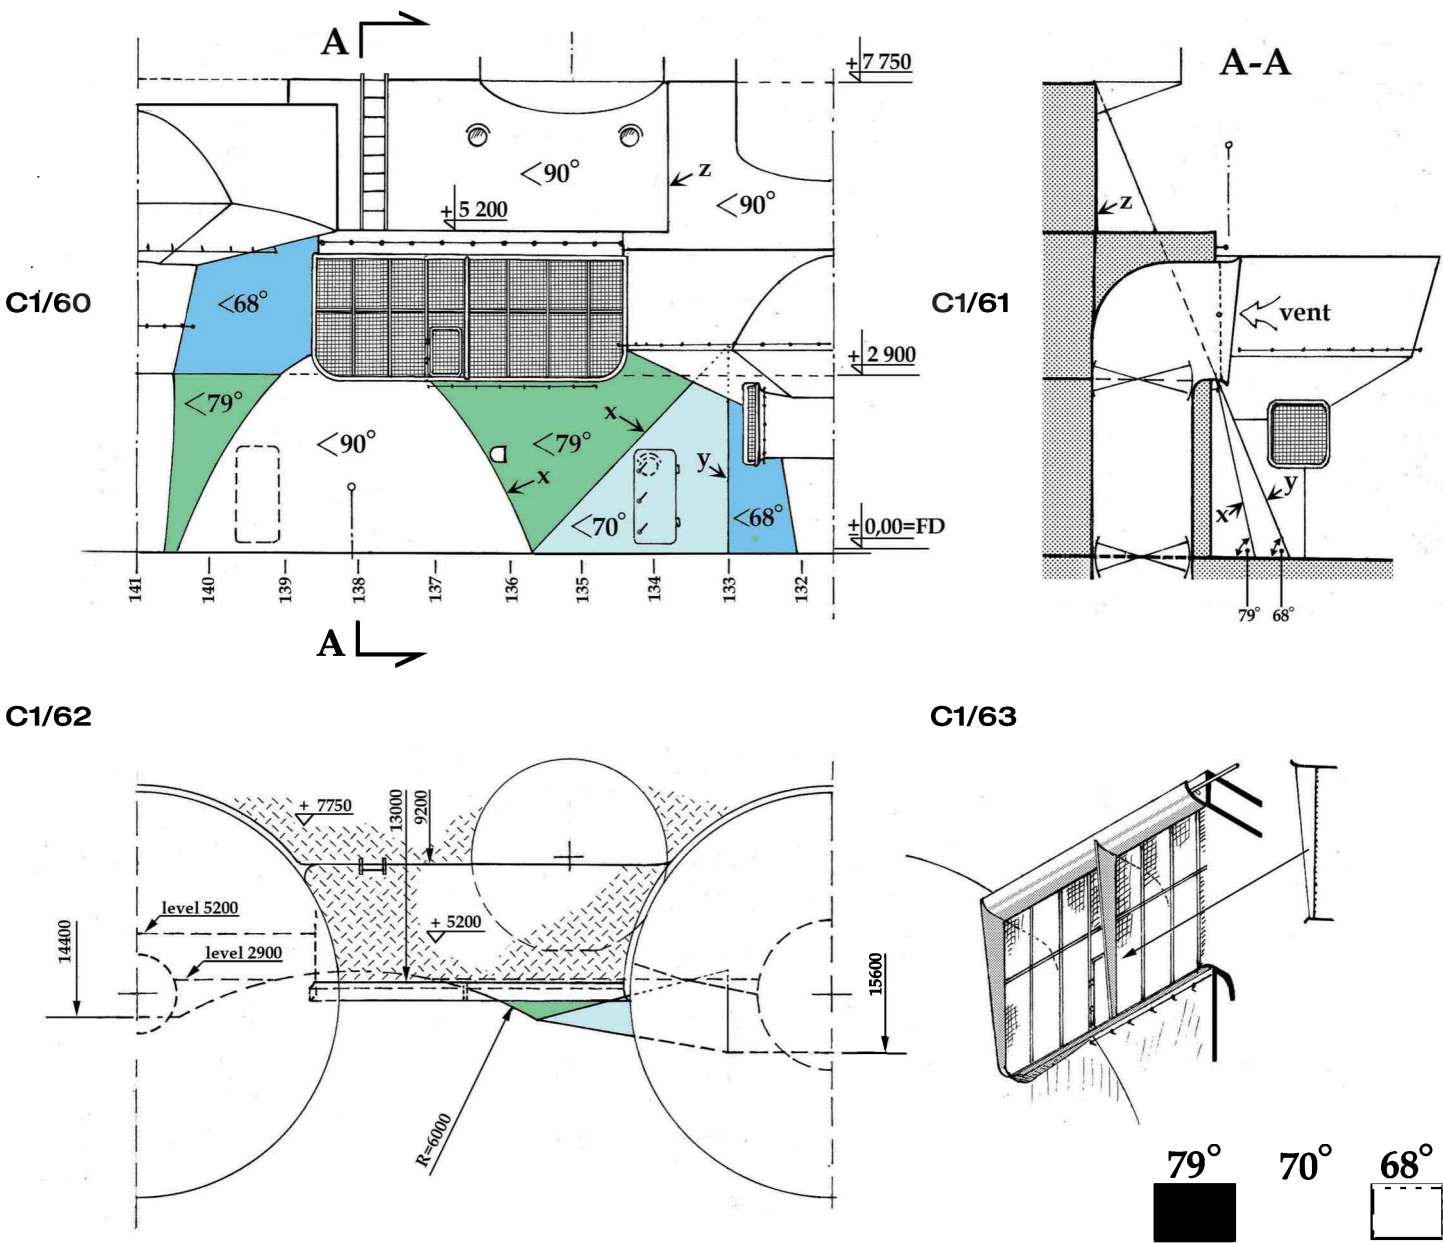 A
+7 750
A-A
<90°
z
<90°
+5 200
z
C1/60
<68°
C1/61
vent
+2 900
<79°
<90°
x
<79°
x
y
<70°
<68°
±0,00=FD
x
y
141
140
139
138
137
136
135
134
133
132
79°
68°
A
C1/62
C1/63
+ 7750
13000
9200
level 5200
+ 5200
14400
level 2900
15600
R=6000
79°
70°
68°